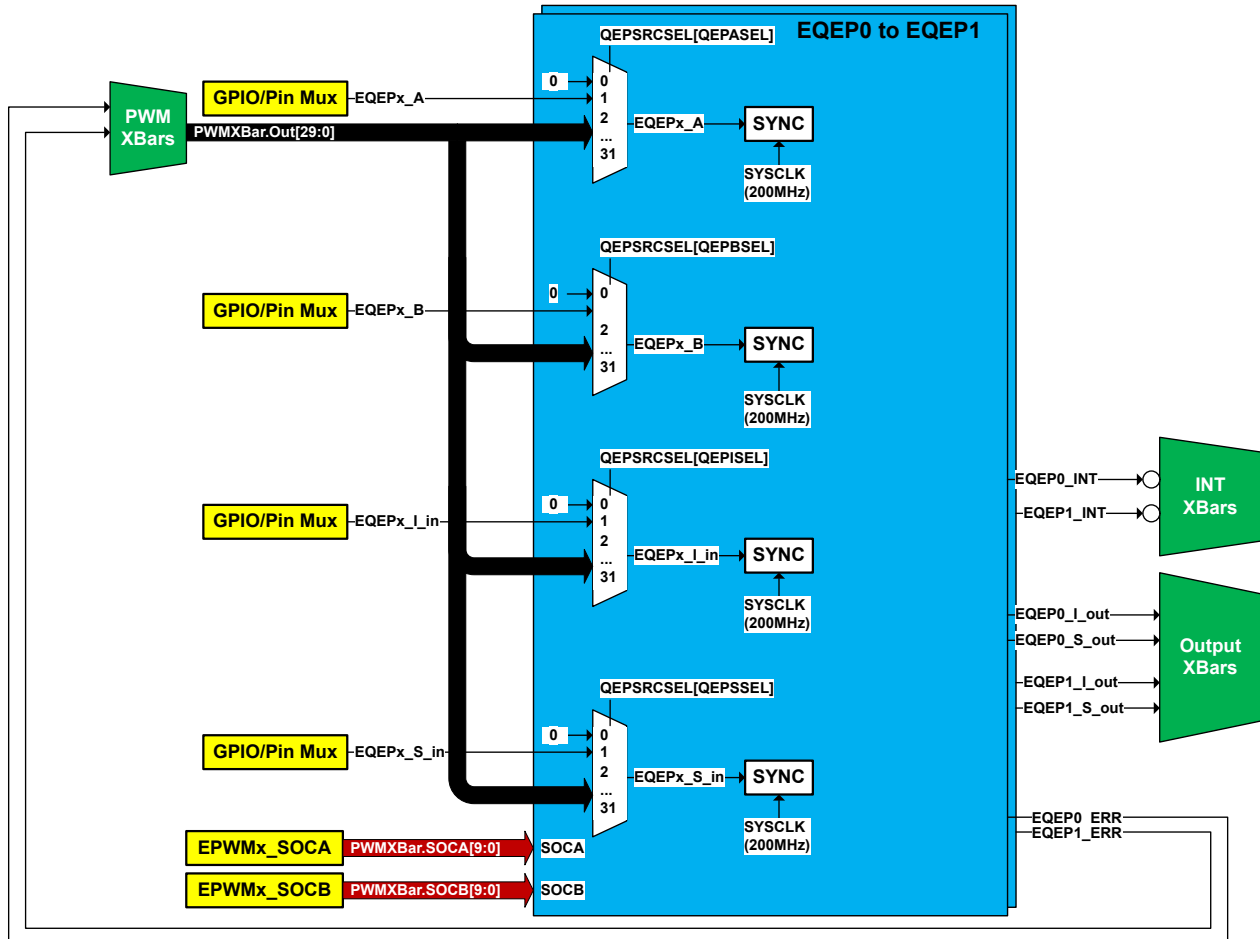 EQEP0 to EQEP1
QEPSRCSEL[QEPASEL]
PWM
XBars
PWMXBar.Out[29:0]
GPIO/Pin Mux
EQEPx_A
0
0
1
2
...
31
EQEPx_A
SYNC
SYSCLK
(200MHz)
QEPSRCSEL[QEPBSEL]
GPIO/Pin Mux
EQEPx_B
0
0
2
...
31
EQEPx_B
SYNC
SYSCLK
(200MHz)
QEPSRCSEL[QEPISEL]
GPIO/Pin Mux
EQEPx_I_in
0
0
1
2
...
31
EQEPx_I_in
SYNC
SYSCLK
(200MHz)
QEPSRCSEL[QEPSSEL]
GPIO/Pin Mux
EQEPx_S_in
0
0
1
2
...
31
EQEPx_S_in
SYNC
SYSCLK
(200MHz)
EPWMx_SOCA
PWMXBar.SOCA[9:0]
SOCA
EPWMx_SOCB
PWMXBar.SOCB[9:0]
SOCB
EQEP0_INT
EQEP1_INT
INT
XBars
EQEP0_I_out
EQEP0_S_out
EQEP1_I_out
EQEP1_S_out
Output
XBars
EQEP0_ERR
EQEP1_ERR